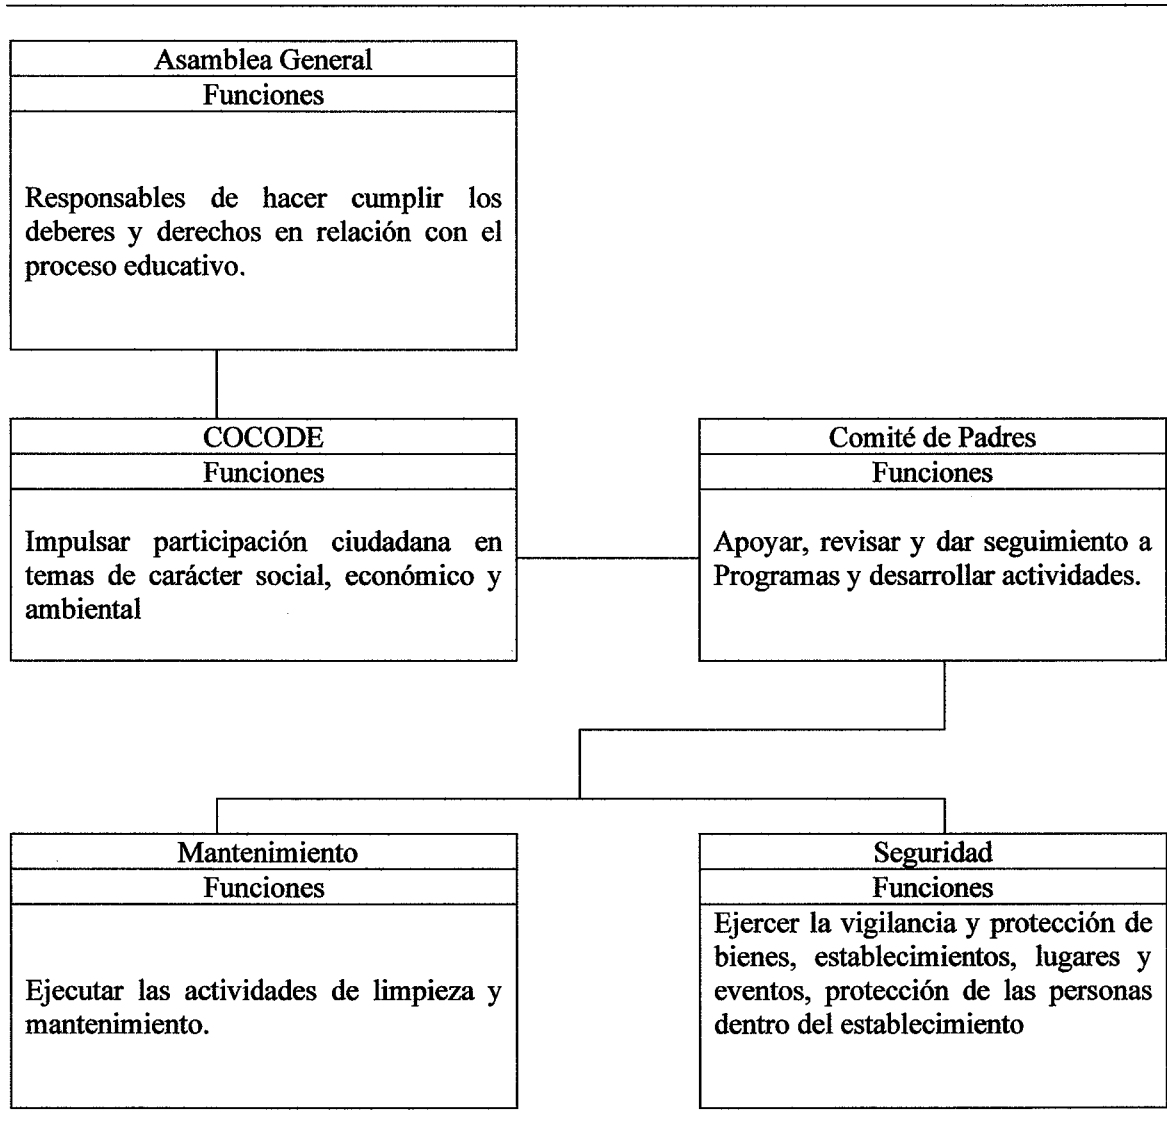 Asamblea General
Funciones
Responsables de hacer cumplir los
deberes y derechos en relación con el
proceso educativo.
COCODE
Funciones
Impulsar participación ciudadana en
temas de carácter social, económico y
ambiental
Comité de Padres
Funciones
Apoyar, revisar y dar seguimiento a
Programas y desarrollar actividades.
Mantenimiento
Funciones
Ejecutar las actividades de limpieza y
mantenimiento.
Seguridad
Funciones
Ejercer la vigilancia y protección de
bienes, establecimientos, lugares y
eventos, protección de las personas
dentro del establecimiento